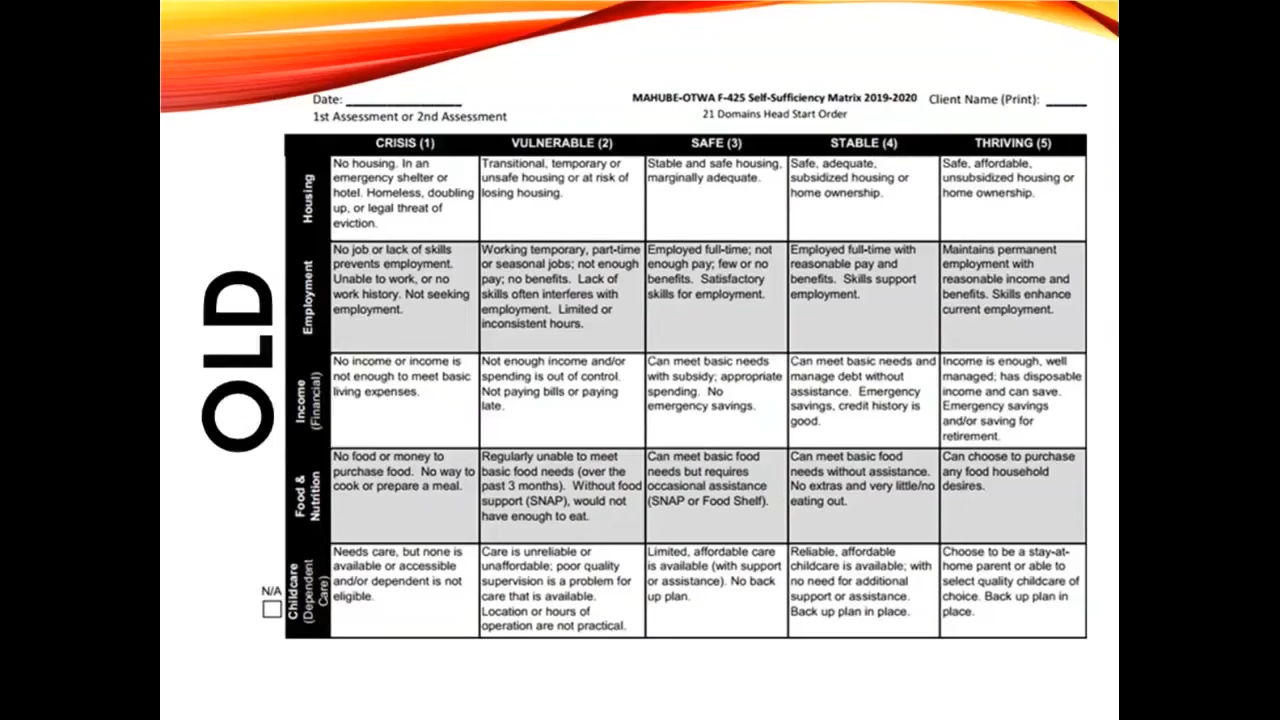 OLD
Date: _______________
MAHUBE-OTWA F-425 Self-Sufficiency Matrix 2019-2020
Client Name (Print): ______
1st Assessment or 2nd Assessment
21 Domains Head Start Order
CRISIS (1)
VULNERABLE (2)
SAFE (3)
STABLE (4)
THRIVING (5)
Housing
No housing. In an
emergency shelter or
hotel. Homeless, doubling
up, or legal threat of
eviction.
Transitional, temporary or
unsafe housing or at risk of
losing housing.
Stable and safe housing,
marginally adequate.
Safe, adequate,
subsidized housing or
home ownership.
Safe, affordable,
unsubsidized housing or
home ownership.
Employment
No job or lack of skills
prevents employment.
Unable to work, or no
work history. Not seeking
employment.
Working temporary, part-time
or seasonal jobs; not enough
pay; no benefits. Lack of
skills often interferes with
employment. Limited or
inconsistent hours.
Employed full-time; not
enough pay; few or no
benefits. Satisfactory
skills for employment.
Employed full-time with
reasonable pay and
benefits. Skills support
employment.
Maintains permanent
employment with
reasonable income and
benefits. Skills enhance
current employment.
Income
(Financial)
No income or income is
not enough to meet basic
living expenses.
Not enough income and/or
spending is out of control.
Not paying bills or paying
late.
Can meet basic needs
with subsidy; appropriate
spending. No
emergency savings.
Can meet basic needs and
manage debt without
assistance. Emergency
savings, credit history is
good.
Income is enough, well
managed; has disposable
income and can save.
Emergency savings
and/or saving for
retirement.
Food &
Nutrition
No food or money to
purchase food. No way to
cook or prepare a meal.
Regularly unable to meet
basic food needs (over the
past 3 months). Without food
support (SNAP), would not
have enough to eat.
Can meet basic food
needs but requires
occasional assistance
(SNAP or Food Shelf).
Can meet basic food
needs without assistance.
No extras and very little/no
eating out.
Can choose to purchase
any food household
desires.
N/A
Childcare
(Dependent
Care)
Needs care, but none is
available or accessible
and/or dependent is not
eligible.
Care is unreliable or
unaffordable; poor quality
supervision is a problem for
care that is available.
Location or hours of
operation are not practical.
Limited, affordable care
is available (with support
or assistance). No back
up plan.
Reliable, affordable
childcare is available; with
no need for additional
support or assistance.
Back up plan in place.
Choose to be a stay-at-
home parent or able to
select quality childcare of
choice. Back up plan in
place.